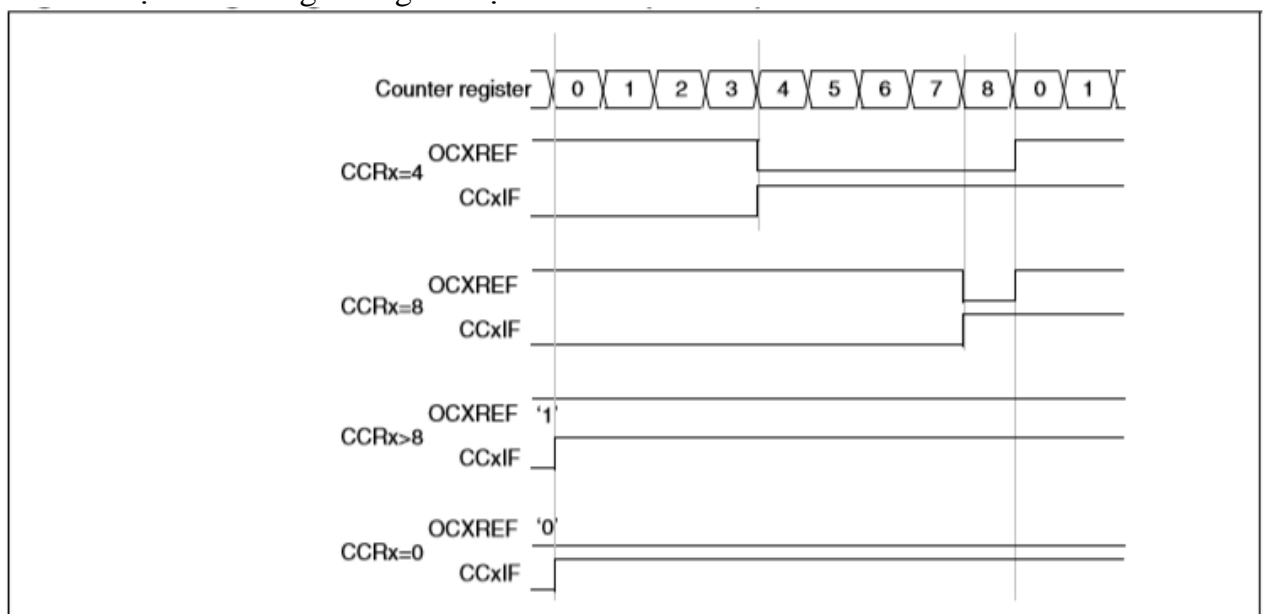 Counter register 0 1 2 3 4 5 6 7 8 0 1
OCXREF
CCRx=4
CCxIF
OCXREF
CCRx=8
CCxIF
OCXREF '1'
CCRx>8
CCxIF
OCXREF '0'
CCRx=0
CCxIF